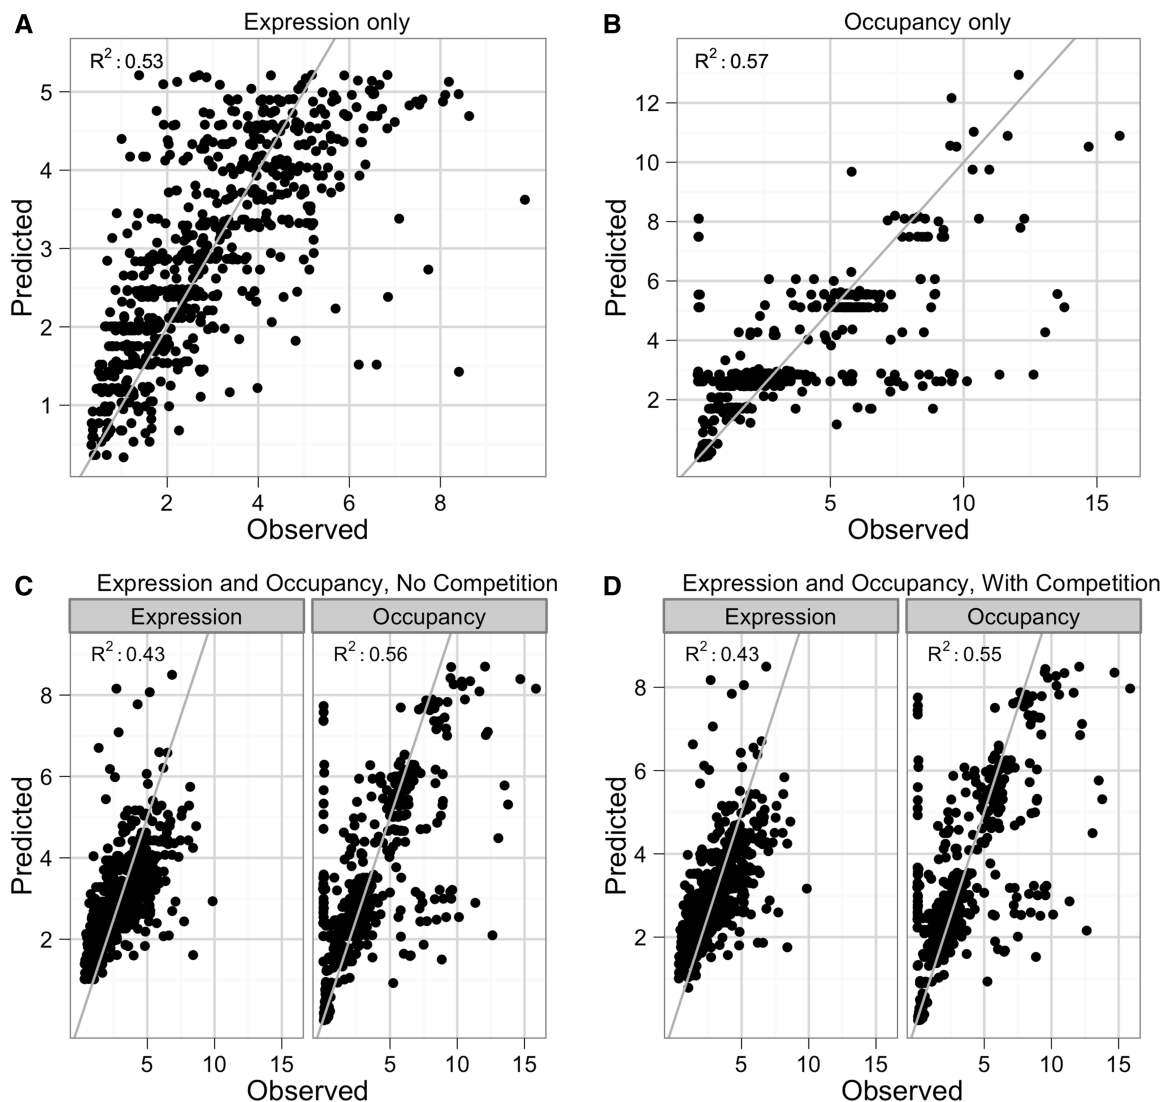 A
Expression only
R²: 0.53
5
4
3
2
1
Predicted
2 4 6 8
Observed
B
Occupancy only
R²: 0.57
12
10
8
6
4
2
Predicted
5 10 15
Observed
C
Expression and Occupancy, No Competition
Expression Occupancy
R²: 0.43 R²: 0.56
8
6
4
2
Predicted
5 10 15 5 10 15
Observed
D
Expression and Occupancy, With Competition
Expression Occupancy
R²: 0.43 R²: 0.55
8
6
4
2
Predicted
5 10 15 5 10 15
Observed